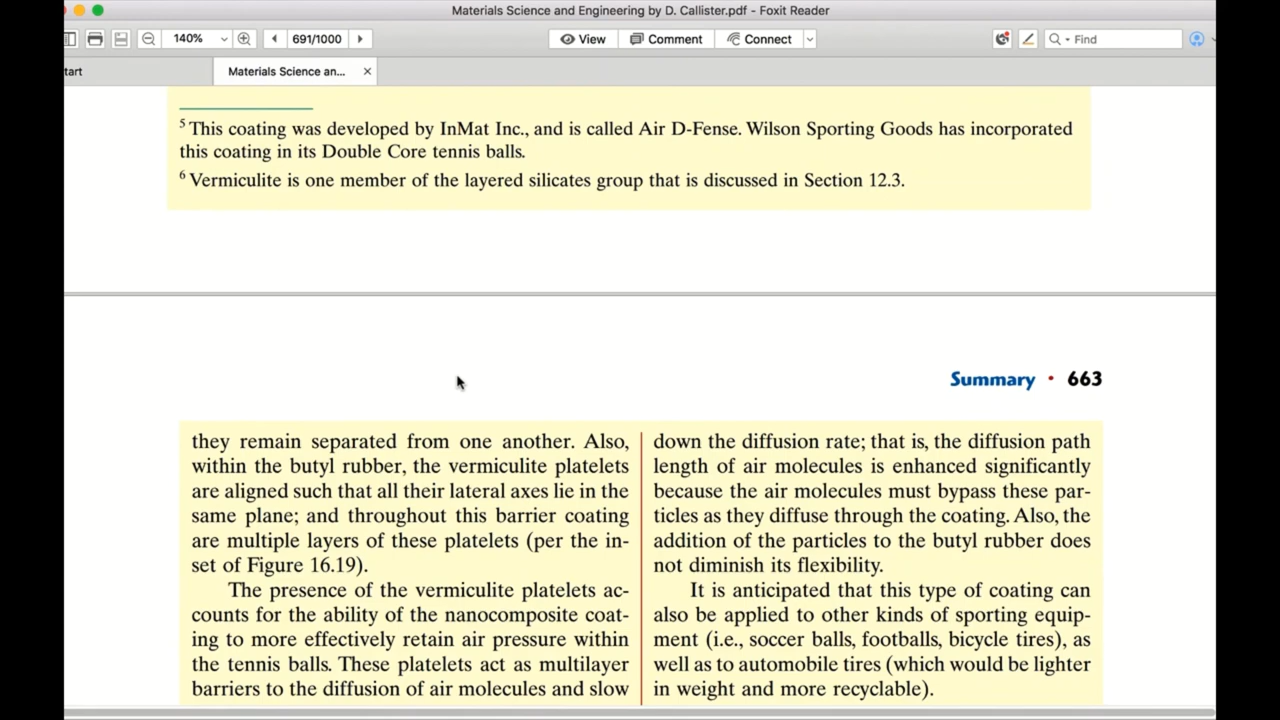 Materials Science and Engineering by D. Callister.pdf - Foxit Reader
140%
691/1000
View
Comment
Connect
Find
tart
Materials Science an...
5 This coating was developed by InMat Inc., and is called Air D-Fense. Wilson Sporting Goods has incorporated
this coating in its Double Core tennis balls.
6 Vermiculite is one member of the layered silicates group that is discussed in Section 12.3.
Summary • 663
they remain separated from one another. Also,
within the butyl rubber, the vermiculite platelets
are aligned such that all their lateral axes lie in the
same plane; and throughout this barrier coating
are multiple layers of these platelets (per the in-
set of Figure 16.19).
The presence of the vermiculite platelets ac-
counts for the ability of the nanocomposite coat-
ing to more effectively retain air pressure within
the tennis balls. These platelets act as multilayer
barriers to the diffusion of air molecules and slow
down the diffusion rate; that is, the diffusion path
length of air molecules is enhanced significantly
because the air molecules must bypass these par-
ticles as they diffuse through the coating. Also, the
addition of the particles to the butyl rubber does
not diminish its flexibility.
It is anticipated that this type of coating can
also be applied to other kinds of sporting equip-
ment (i.e., soccer balls, footballs, bicycle tires), as
well as to automobile tires (which would be lighter
in weight and more recyclable).